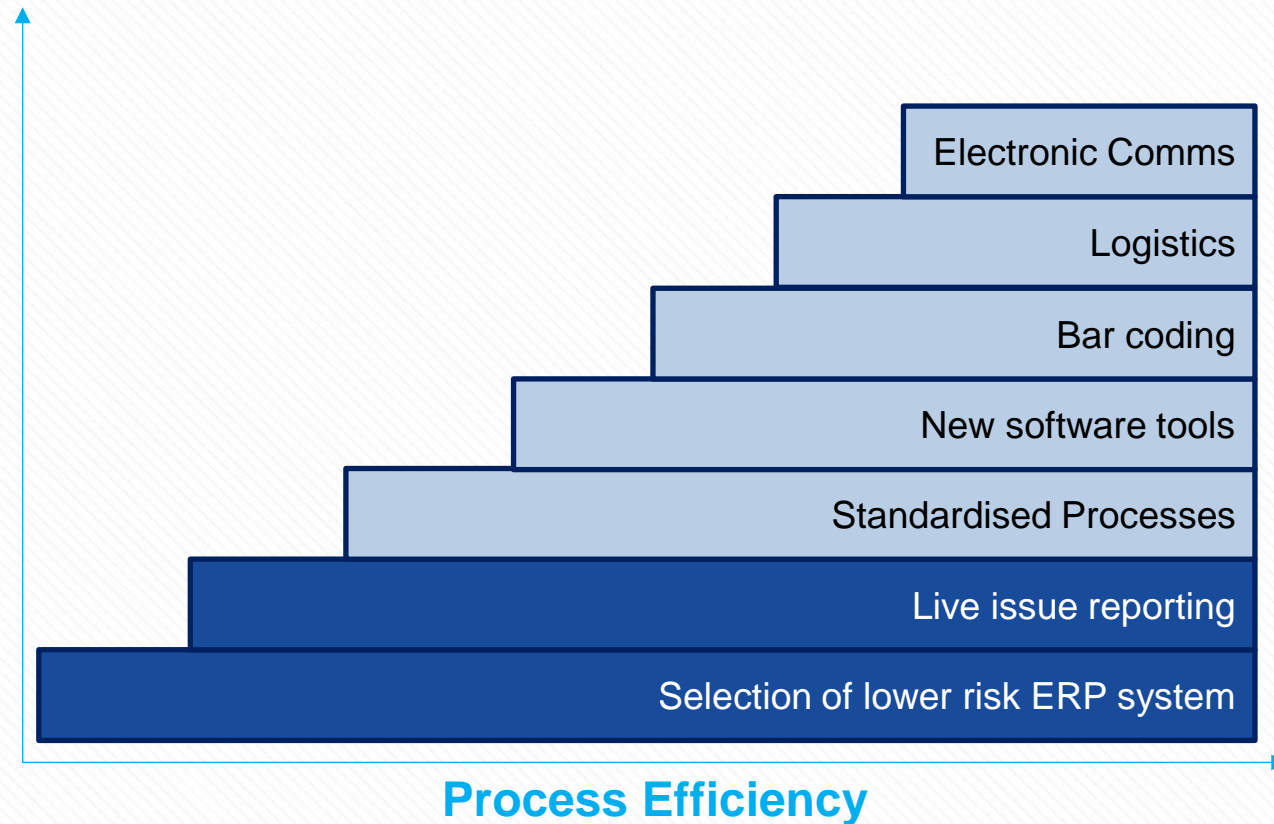 Electronic Comms
Logistics
Bar coding
New software tools
Standardised Processes
Live issue reporting
Selection of lower risk ERP system
Process Efficiency